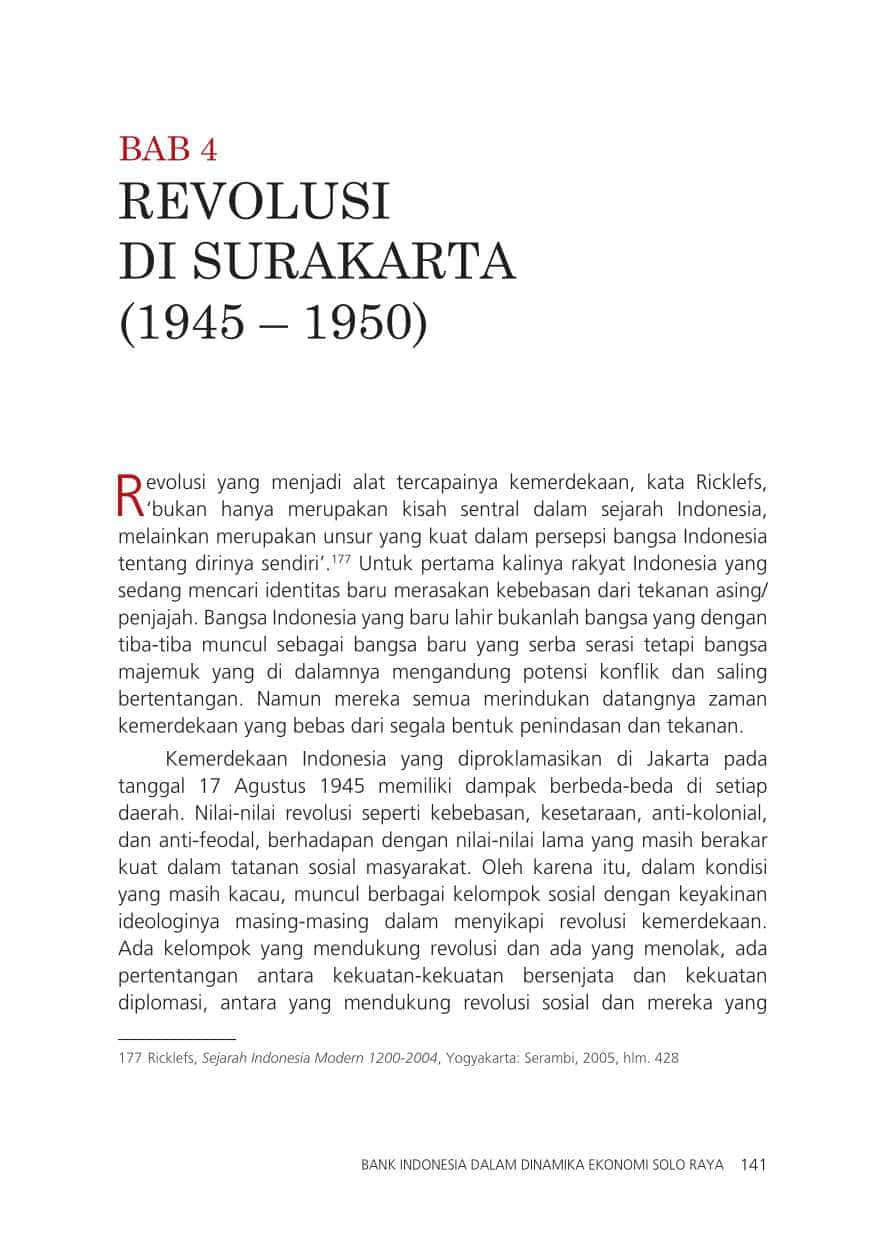 BAB 4
REVOLUSI
DI SURAKARTA
(1945 – 1950)
Revolusi yang menjadi alat tercapainya kemerdekaan, kata Ricklefs,
‘bukan hanya merupakan kisah sentral dalam sejarah Indonesia,
melainkan merupakan unsur yang kuat dalam persepsi bangsa Indonesia
tentang dirinya sendiri’.177 Untuk pertama kalinya rakyat Indonesia yang
sedang mencari identitas baru merasakan kebebasan dari tekanan asing/
penjajah. Bangsa Indonesia yang baru lahir bukanlah bangsa yang dengan
tiba-tiba muncul sebagai bangsa baru yang serba serasi tetapi bangsa
majemuk yang di dalamnya mengandung potensi konflik dan saling
bertentangan. Namun mereka semua merindukan datangnya zaman
kemerdekaan yang bebas dari segala bentuk penindasan dan tekanan.
Kemerdekaan Indonesia yang diproklamasikan di Jakarta pada
tanggal 17 Agustus 1945 memiliki dampak berbeda-beda di setiap
daerah. Nilai-nilai revolusi seperti kebebasan, kesetaraan, anti-kolonial,
dan anti-feodal, berhadapan dengan nilai-nilai lama yang masih berakar
kuat dalam tatanan sosial masyarakat. Oleh karena itu, dalam kondisi
yang masih kacau, muncul berbagai kelompok sosial dengan keyakinan
ideologinya masing-masing dalam menyikapi revolusi kemerdekaan.
Ada kelompok yang mendukung revolusi dan ada yang menolak, ada
pertentangan antara kekuatan-kekuatan bersenjata dan kekuatan
diplomasi, antara yang mendukung revolusi sosial dan mereka yang
177 Ricklefs, Sejarah Indonesia Modern 1200-2004, Yogyakarta: Serambi, 2005, hlm. 428
BANK INDONESIA DALAM DINAMIKA EKONOMI SOLO RAYA 141